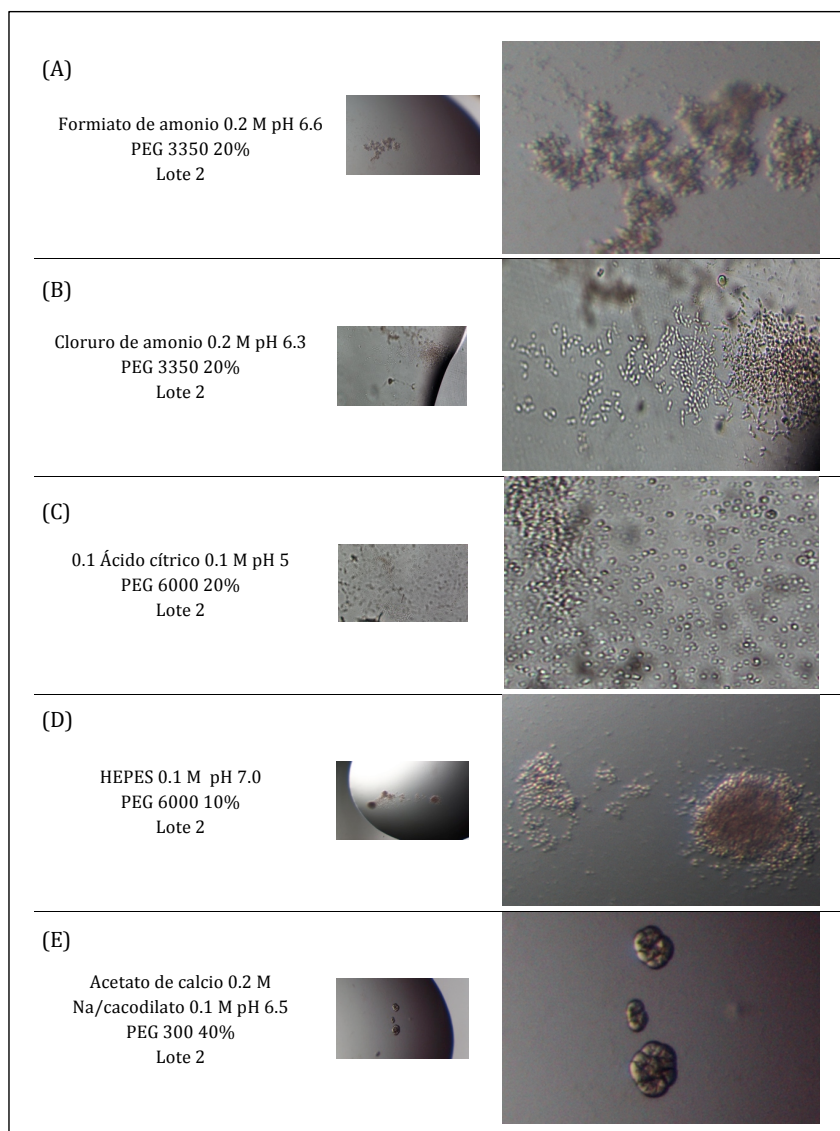 (A)
Formiato de amonio 0.2 M pH 6.6
PEG 3350 20%
Lote 2
(B)
Cloruro de amonio 0.2 M pH 6.3
PEG 3350 20%
Lote 2
(C)
0.1 Ácido cítrico 0.1 M pH 5
PEG 6000 20%
Lote 2
(D)
HEPES 0.1 M pH 7.0
PEG 6000 10%
Lote 2
(E)
Acetato de calcio 0.2 M
Na/cacodilato 0.1 M pH 6.5
PEG 300 40%
Lote 2